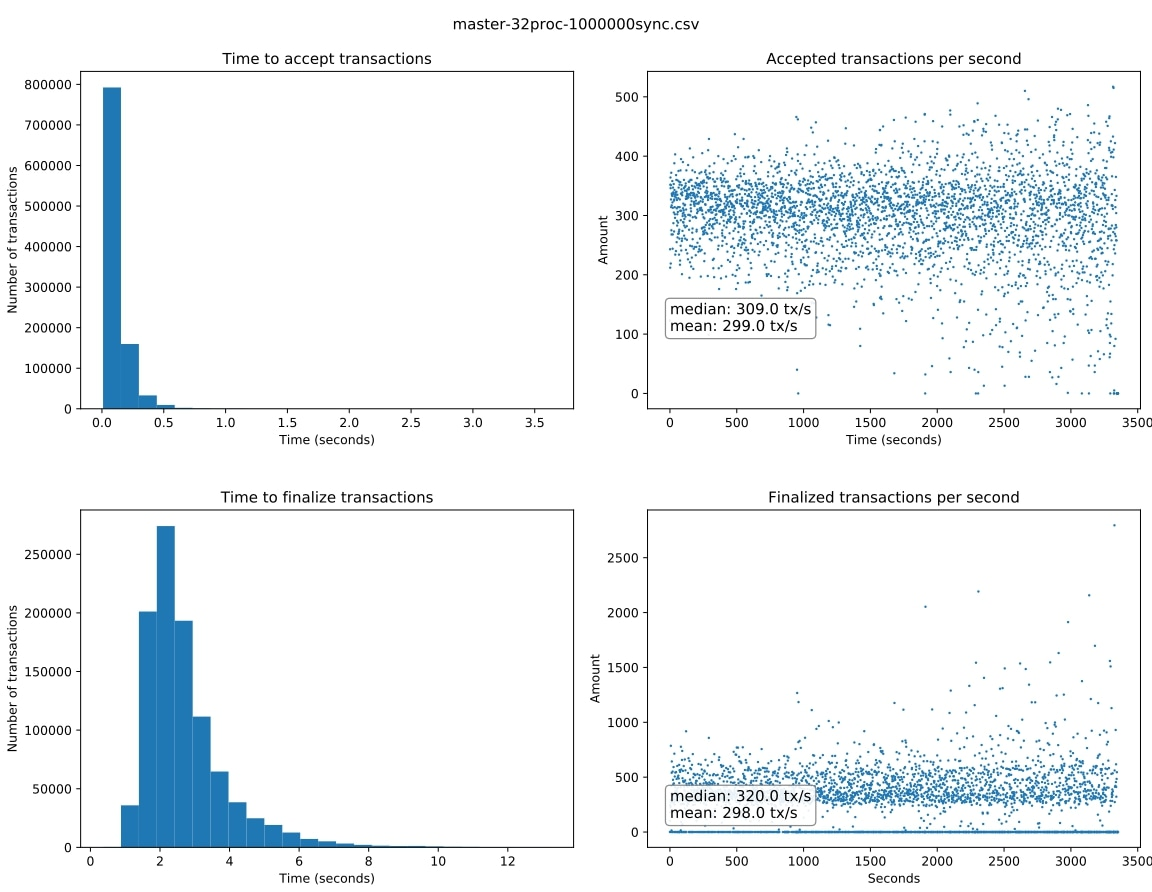 master-32proc-1000000sync.csv
Time to accept transactions
Number of transactions
800000
700000
600000
500000
400000
300000
200000
100000
0
0.0 0.5 1.0 1.5 2.0 2.5 3.0 3.5
Time (seconds)
Accepted transactions per second
Amount
500
400
300
200
100
0
median: 309.0 tx/s
mean: 299.0 tx/s
0 500 1000 1500 2000 2500 3000 3500
Time (seconds)
Time to finalize transactions
Number of transactions
250000
200000
150000
100000
50000
0
0 2 4 6 8 10 12
Time (seconds)
Finalized transactions per second
Amount
2500
2000
1500
1000
500
0
median: 320.0 tx/s
mean: 298.0 tx/s
0 500 1000 1500 2000 2500 3000 3500
Seconds